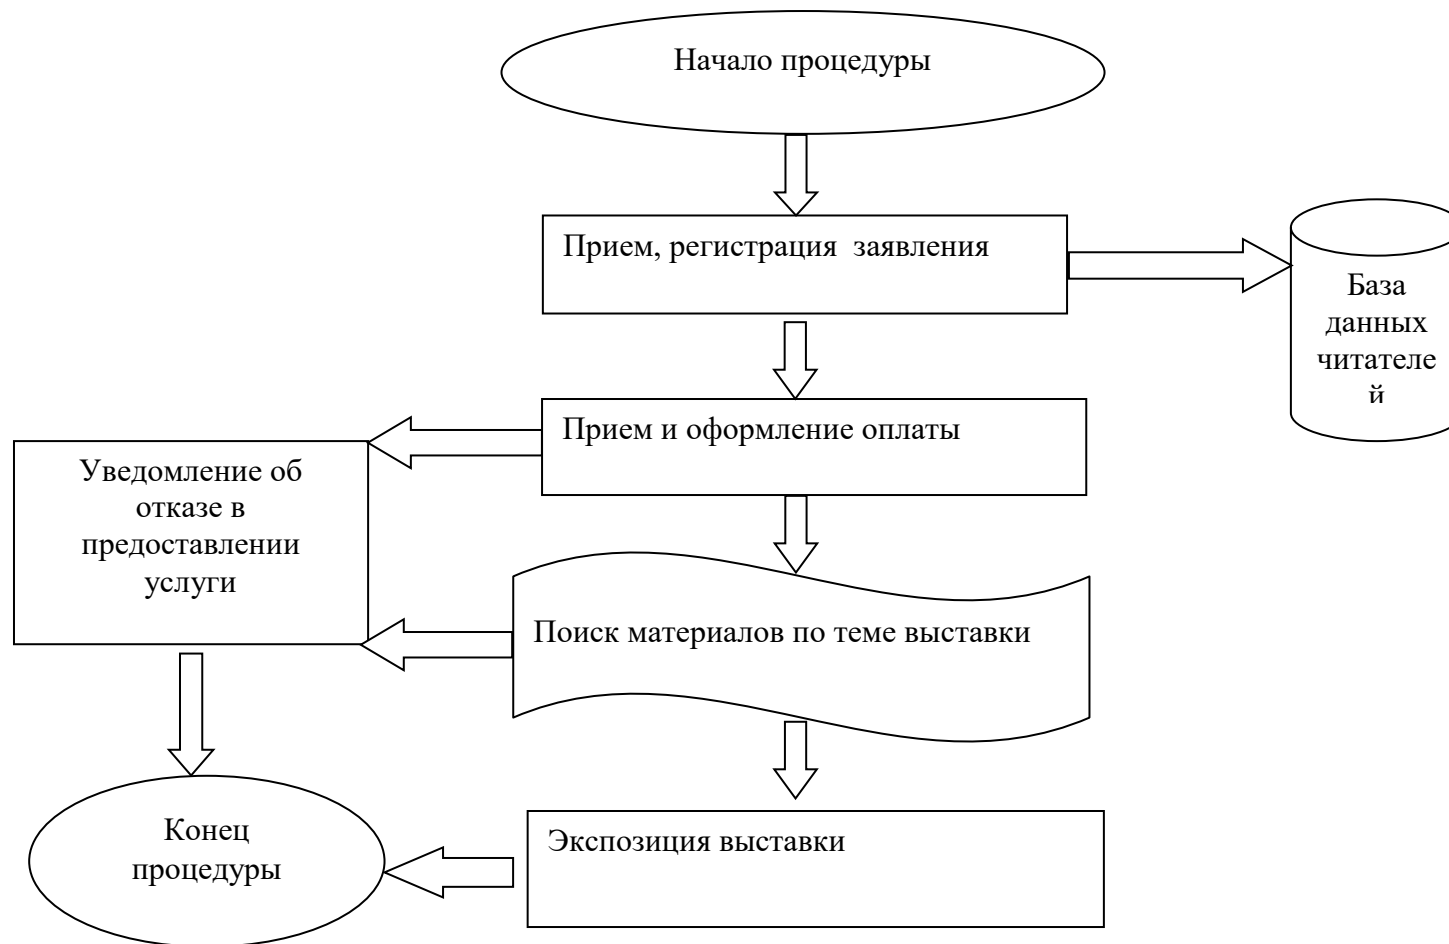 Начало процедуры
Прием, регистрация  заявления
База
данных
читателе
й
Прием и оформление оплаты
Уведомление об
отказе в
предоставлении
услуги
Поиск материалов по теме выставки
Экспозиция выставки
Конец
процедуры